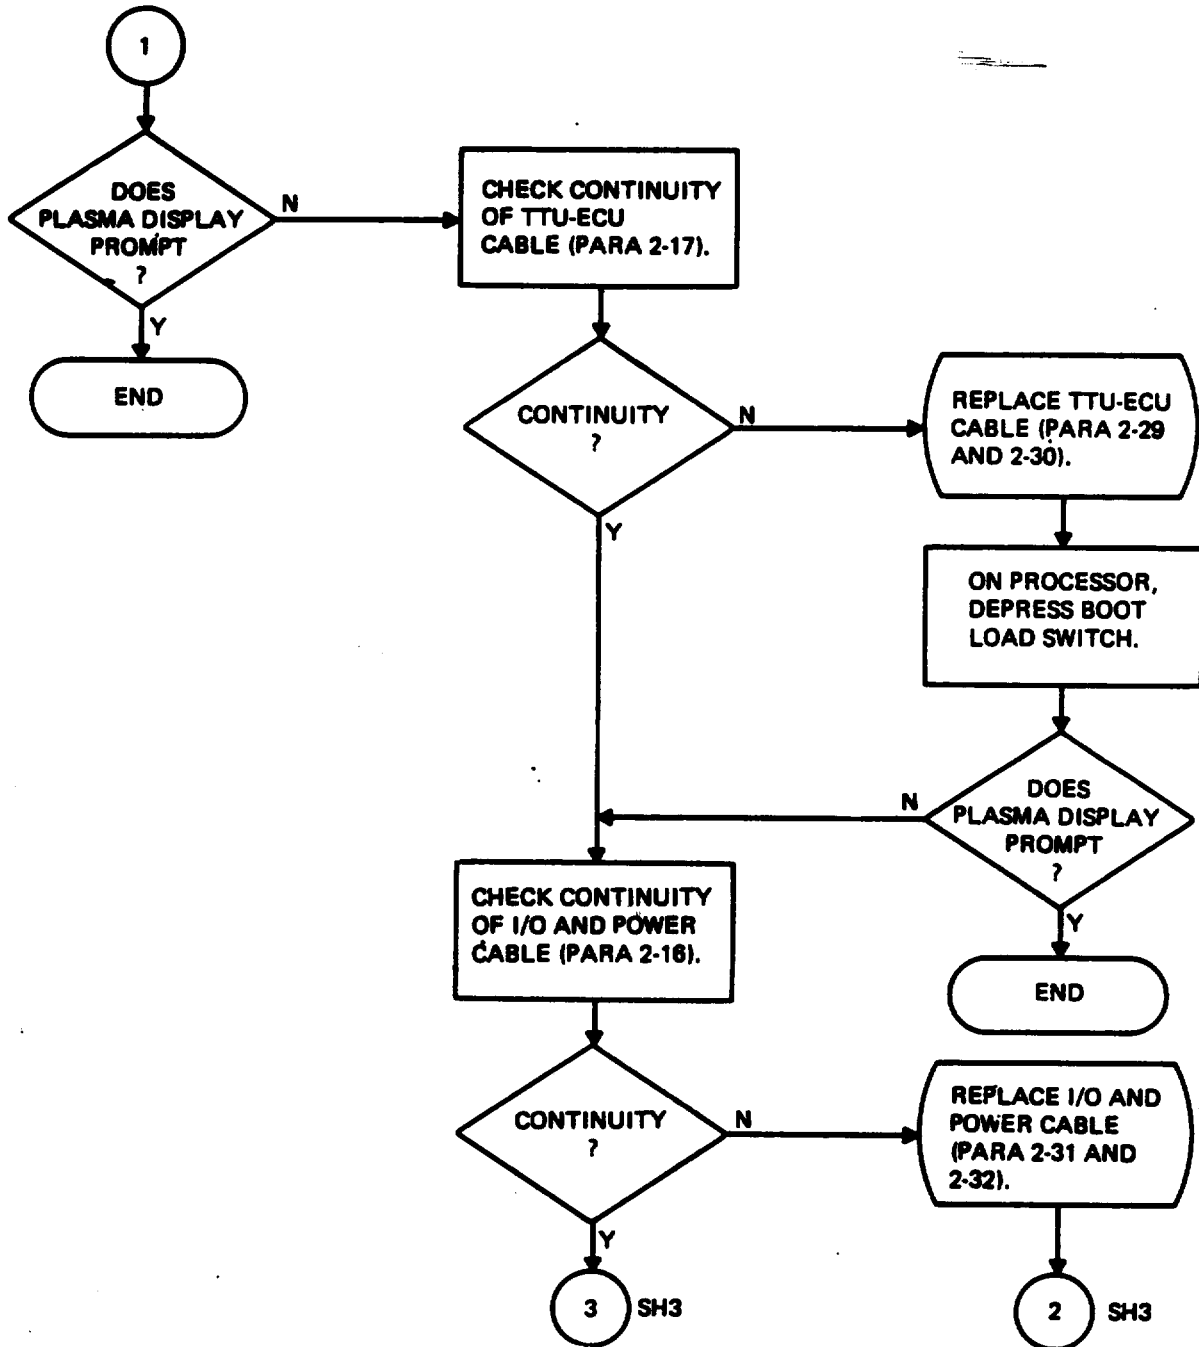 1
DOES
PLASMA DISPLAY
PROMPT
?
N
Y
END
CHECK CONTINUITY
OF TTU-ECU
CABLE (PARA 2-17).
CONTINUITY
?
N
Y
REPLACE TTU-ECU
CABLE (PARA 2-29
AND 2-30).
ON PROCESSOR,
DEPRESS BOOT
LOAD SWITCH.
DOES
PLASMA DISPLAY
PROMPT
?
N
Y
END
CHECK CONTINUITY
OF I/O AND POWER
CABLE (PARA 2-16).
CONTINUITY
?
N
Y
REPLACE I/O AND
POWER CABLE
(PARA 2-31 AND
2-32).
3 SH3
2 SH3